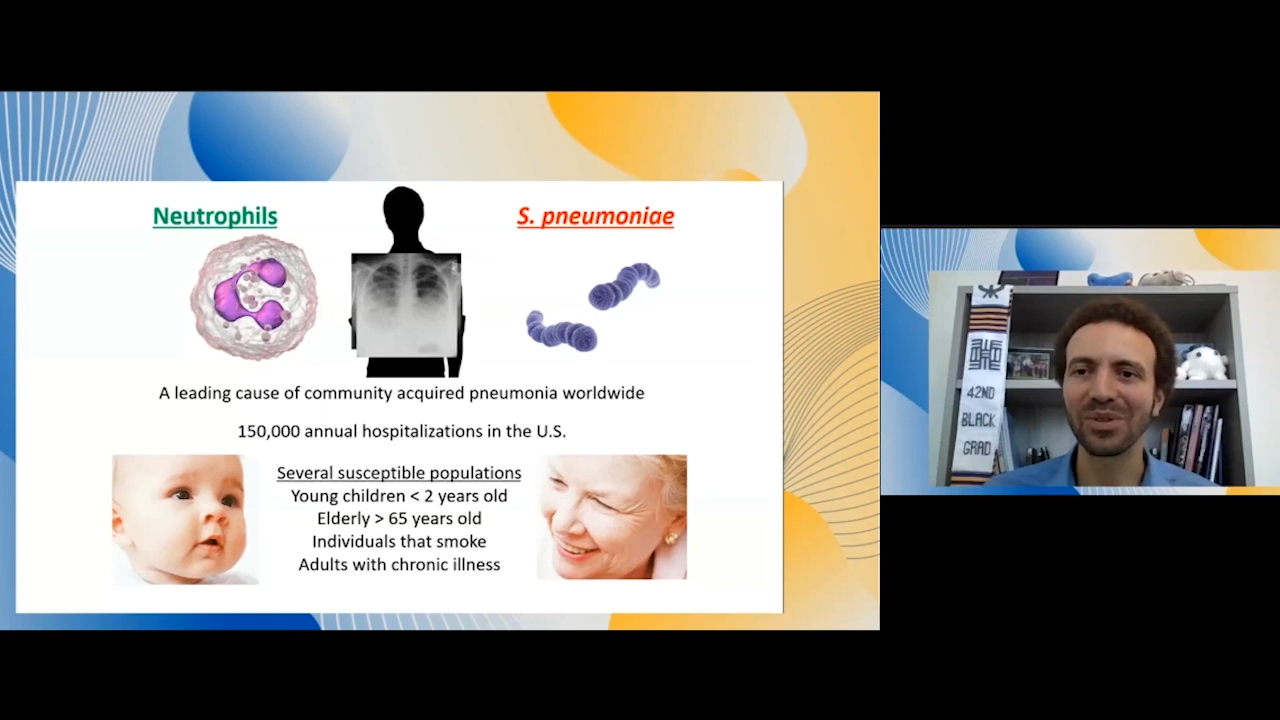 Neutrophils
S. pneumoniae
A leading cause of community acquired pneumonia worldwide
150,000 annual hospitalizations in the U.S.
Several susceptible populations
Young children < 2 years old
Elderly > 65 years old
Individuals that smoke
Adults with chronic illness
42ND
BLACK
GRAD